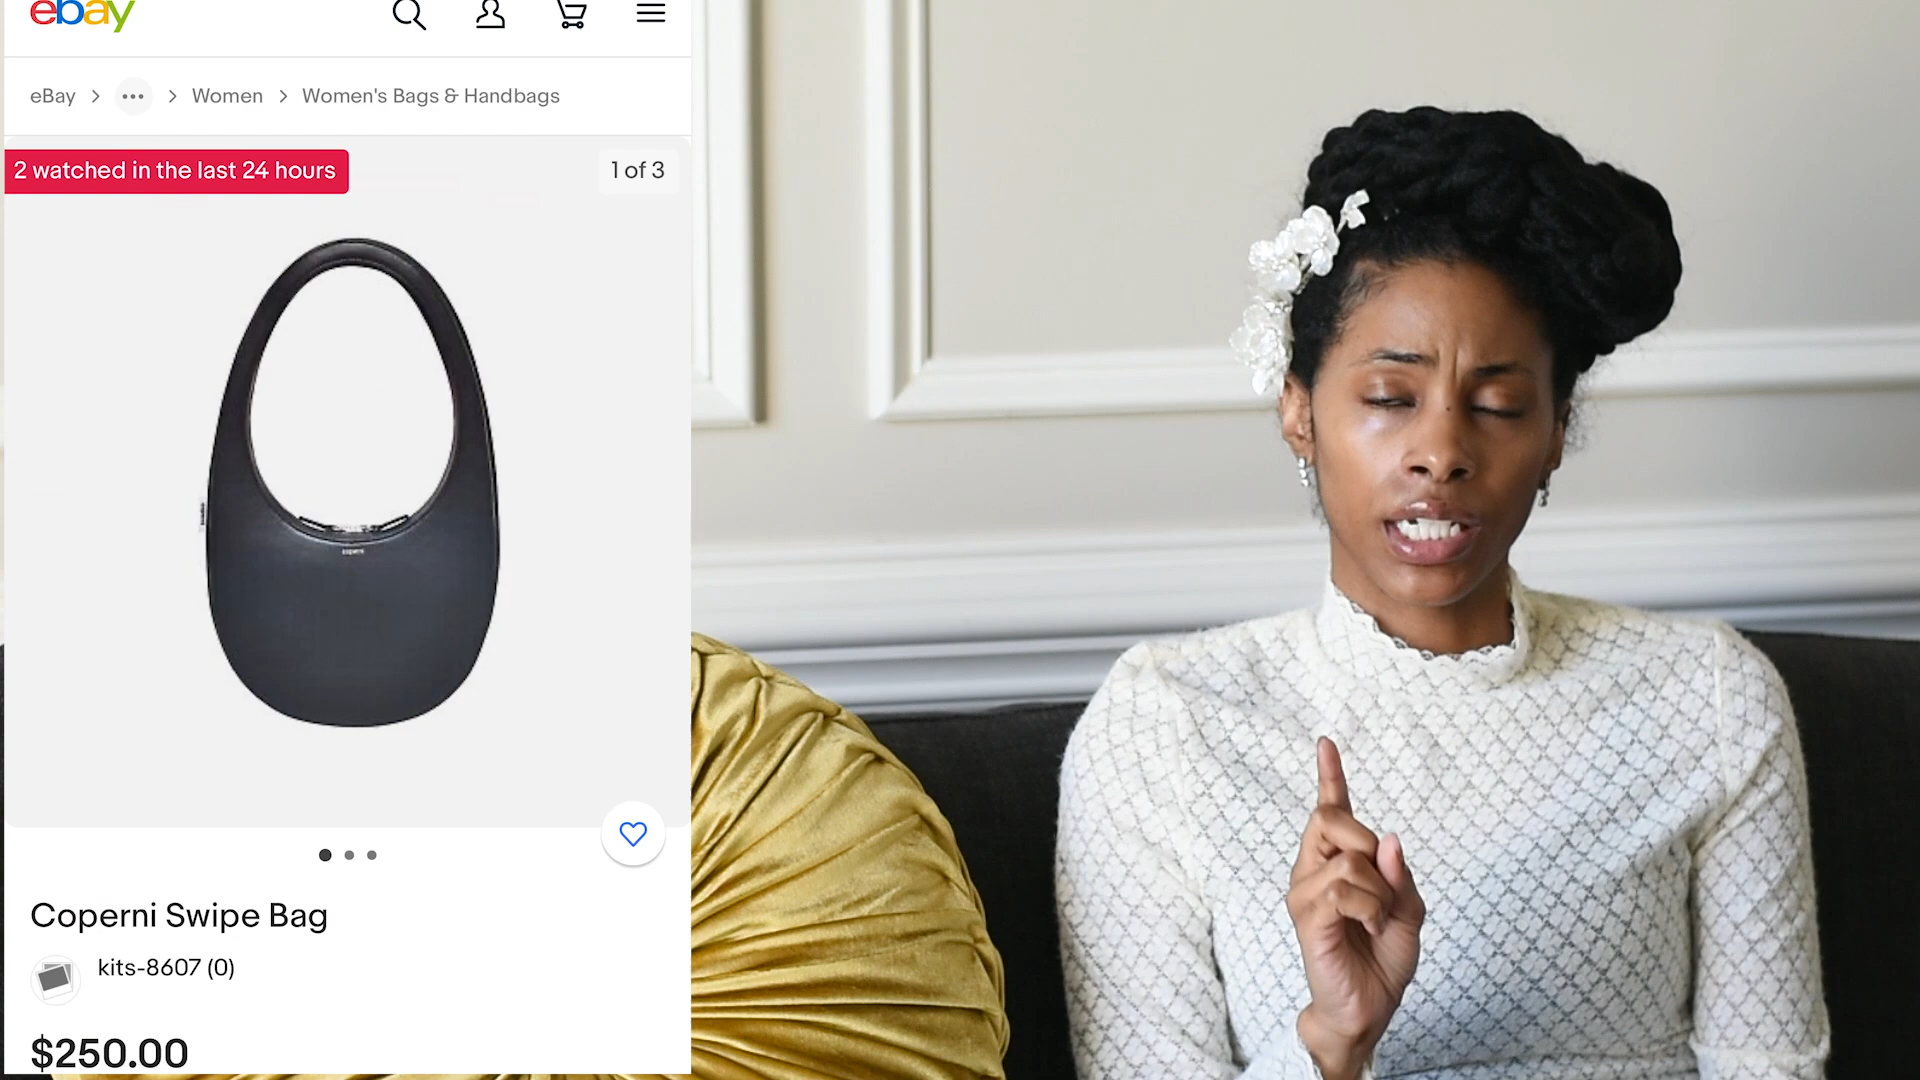 ebay
eBay > ... > Women > Women's Bags & Handbags
2 watched in the last 24 hours
1 of 3
coperni
Coperni Swipe Bag
kits-8607 (0)
$250.00